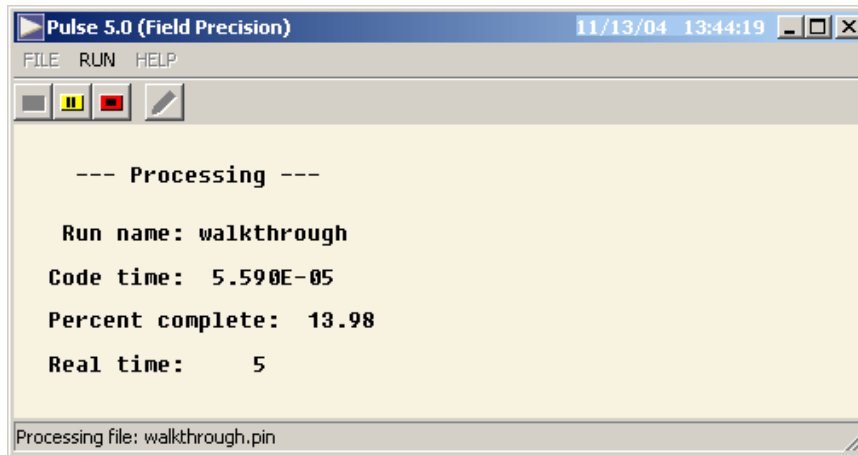 Pulse 5.0 (Field Precision) 11/13/04 13:44:19
FILE RUN HELP
--- Processing ---
Run name: walkthrough
Code time: 5.590E-05
Percent complete: 13.98
Real time: 5
Processing file: walkthrough.pin